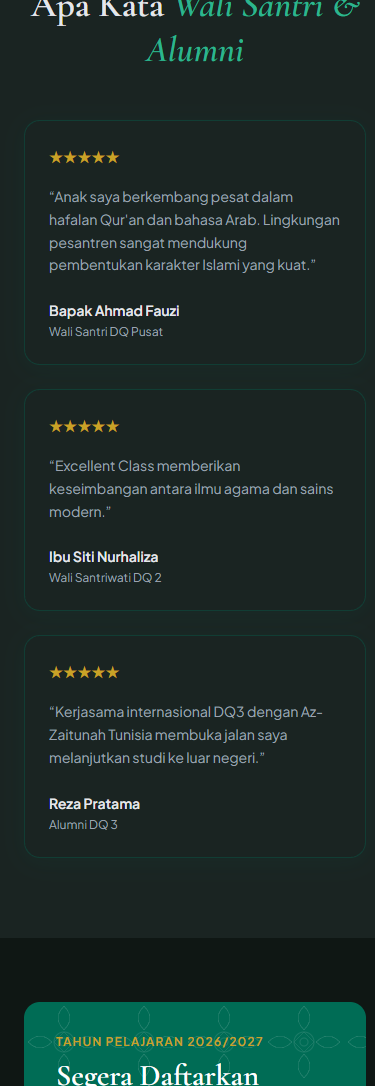 Apa Kata Wali Santri &
Alumni
★★★★★
“Anak saya berkembang pesat dalam
hafalan Qur'an dan bahasa Arab. Lingkungan
pesantren sangat mendukung
pembentukan karakter Islami yang kuat.”
Bapak Ahmad Fauzi
Wali Santri DQ Pusat
★★★★★
“Excellent Class memberikan
keseimbangan antara ilmu agama dan sains
modern.”
Ibu Siti Nurhaliza
Wali Santriwati DQ 2
★★★★★
“Kerjasama internasional DQ3 dengan Az-
Zaitunah Tunisia membuka jalan saya
melanjutkan studi ke luar negeri.”
Reza Pratama
Alumni DQ 3
TAHUN PELAJARAN 2026/2027
Segera Daftarkan